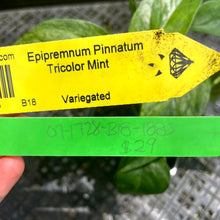 .com
Epipremnum Pinnatum
Tricolor Mint
B18
Variegated
$29